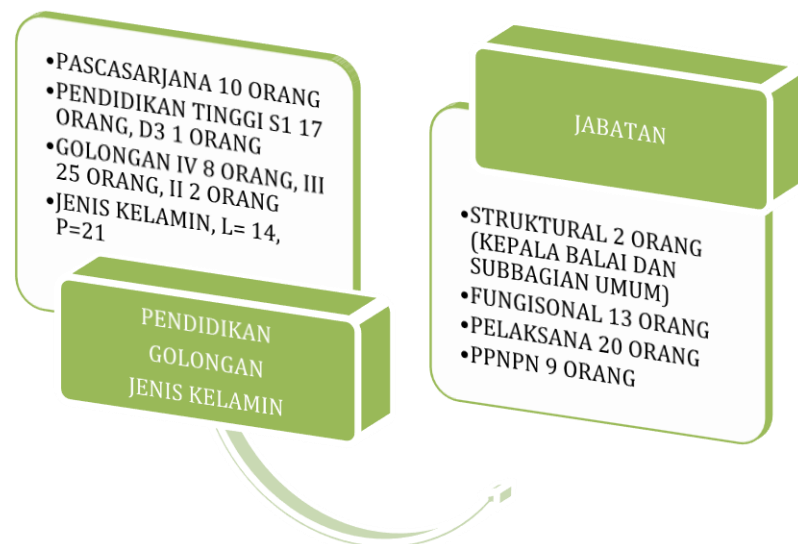 •PASCASARJANA 10 ORANG
•PENDIDIKAN TINGGI S1 17
ORANG, D3 1 ORANG
•GOLONGAN IV 8 ORANG, III
25 ORANG, II 2 ORANG
•JENIS KELAMIN, L= 14,
P=21
PENDIDIKAN
GOLONGAN
JENIS KELAMIN
JABATAN
•STRUKTURAL 2 ORANG
(KEPALA BALAI DAN
SUBBAGIAN UMUM)
•FUNGISONAL 13 ORANG
•PELAKSANA 20 ORANG
•PPNPN 9 ORANG